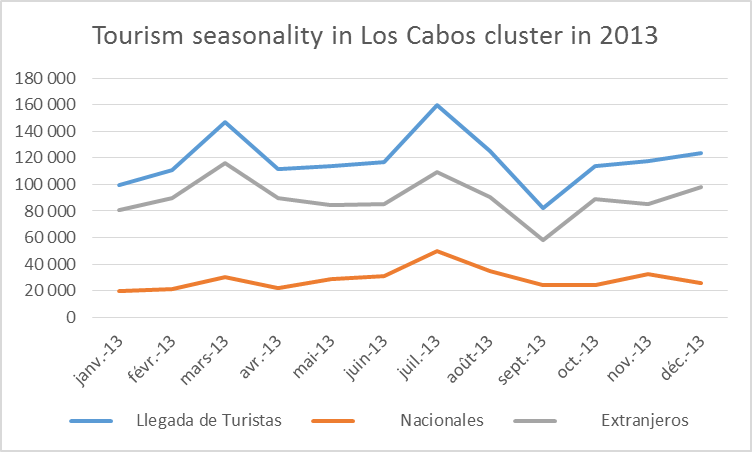 Tourism seasonality in Los Cabos cluster in 2013
180 000
160 000
140 000
120 000
100 000
80 000
60 000
40 000
20 000
0
janv.-13
févr.-13
mars-13
avr.-13
mai-13
juin-13
juil.-13
août-13
sept.-13
oct.-13
nov.-13
déc.-13
Llegada de Turistas
Nacionales
Extranjeros